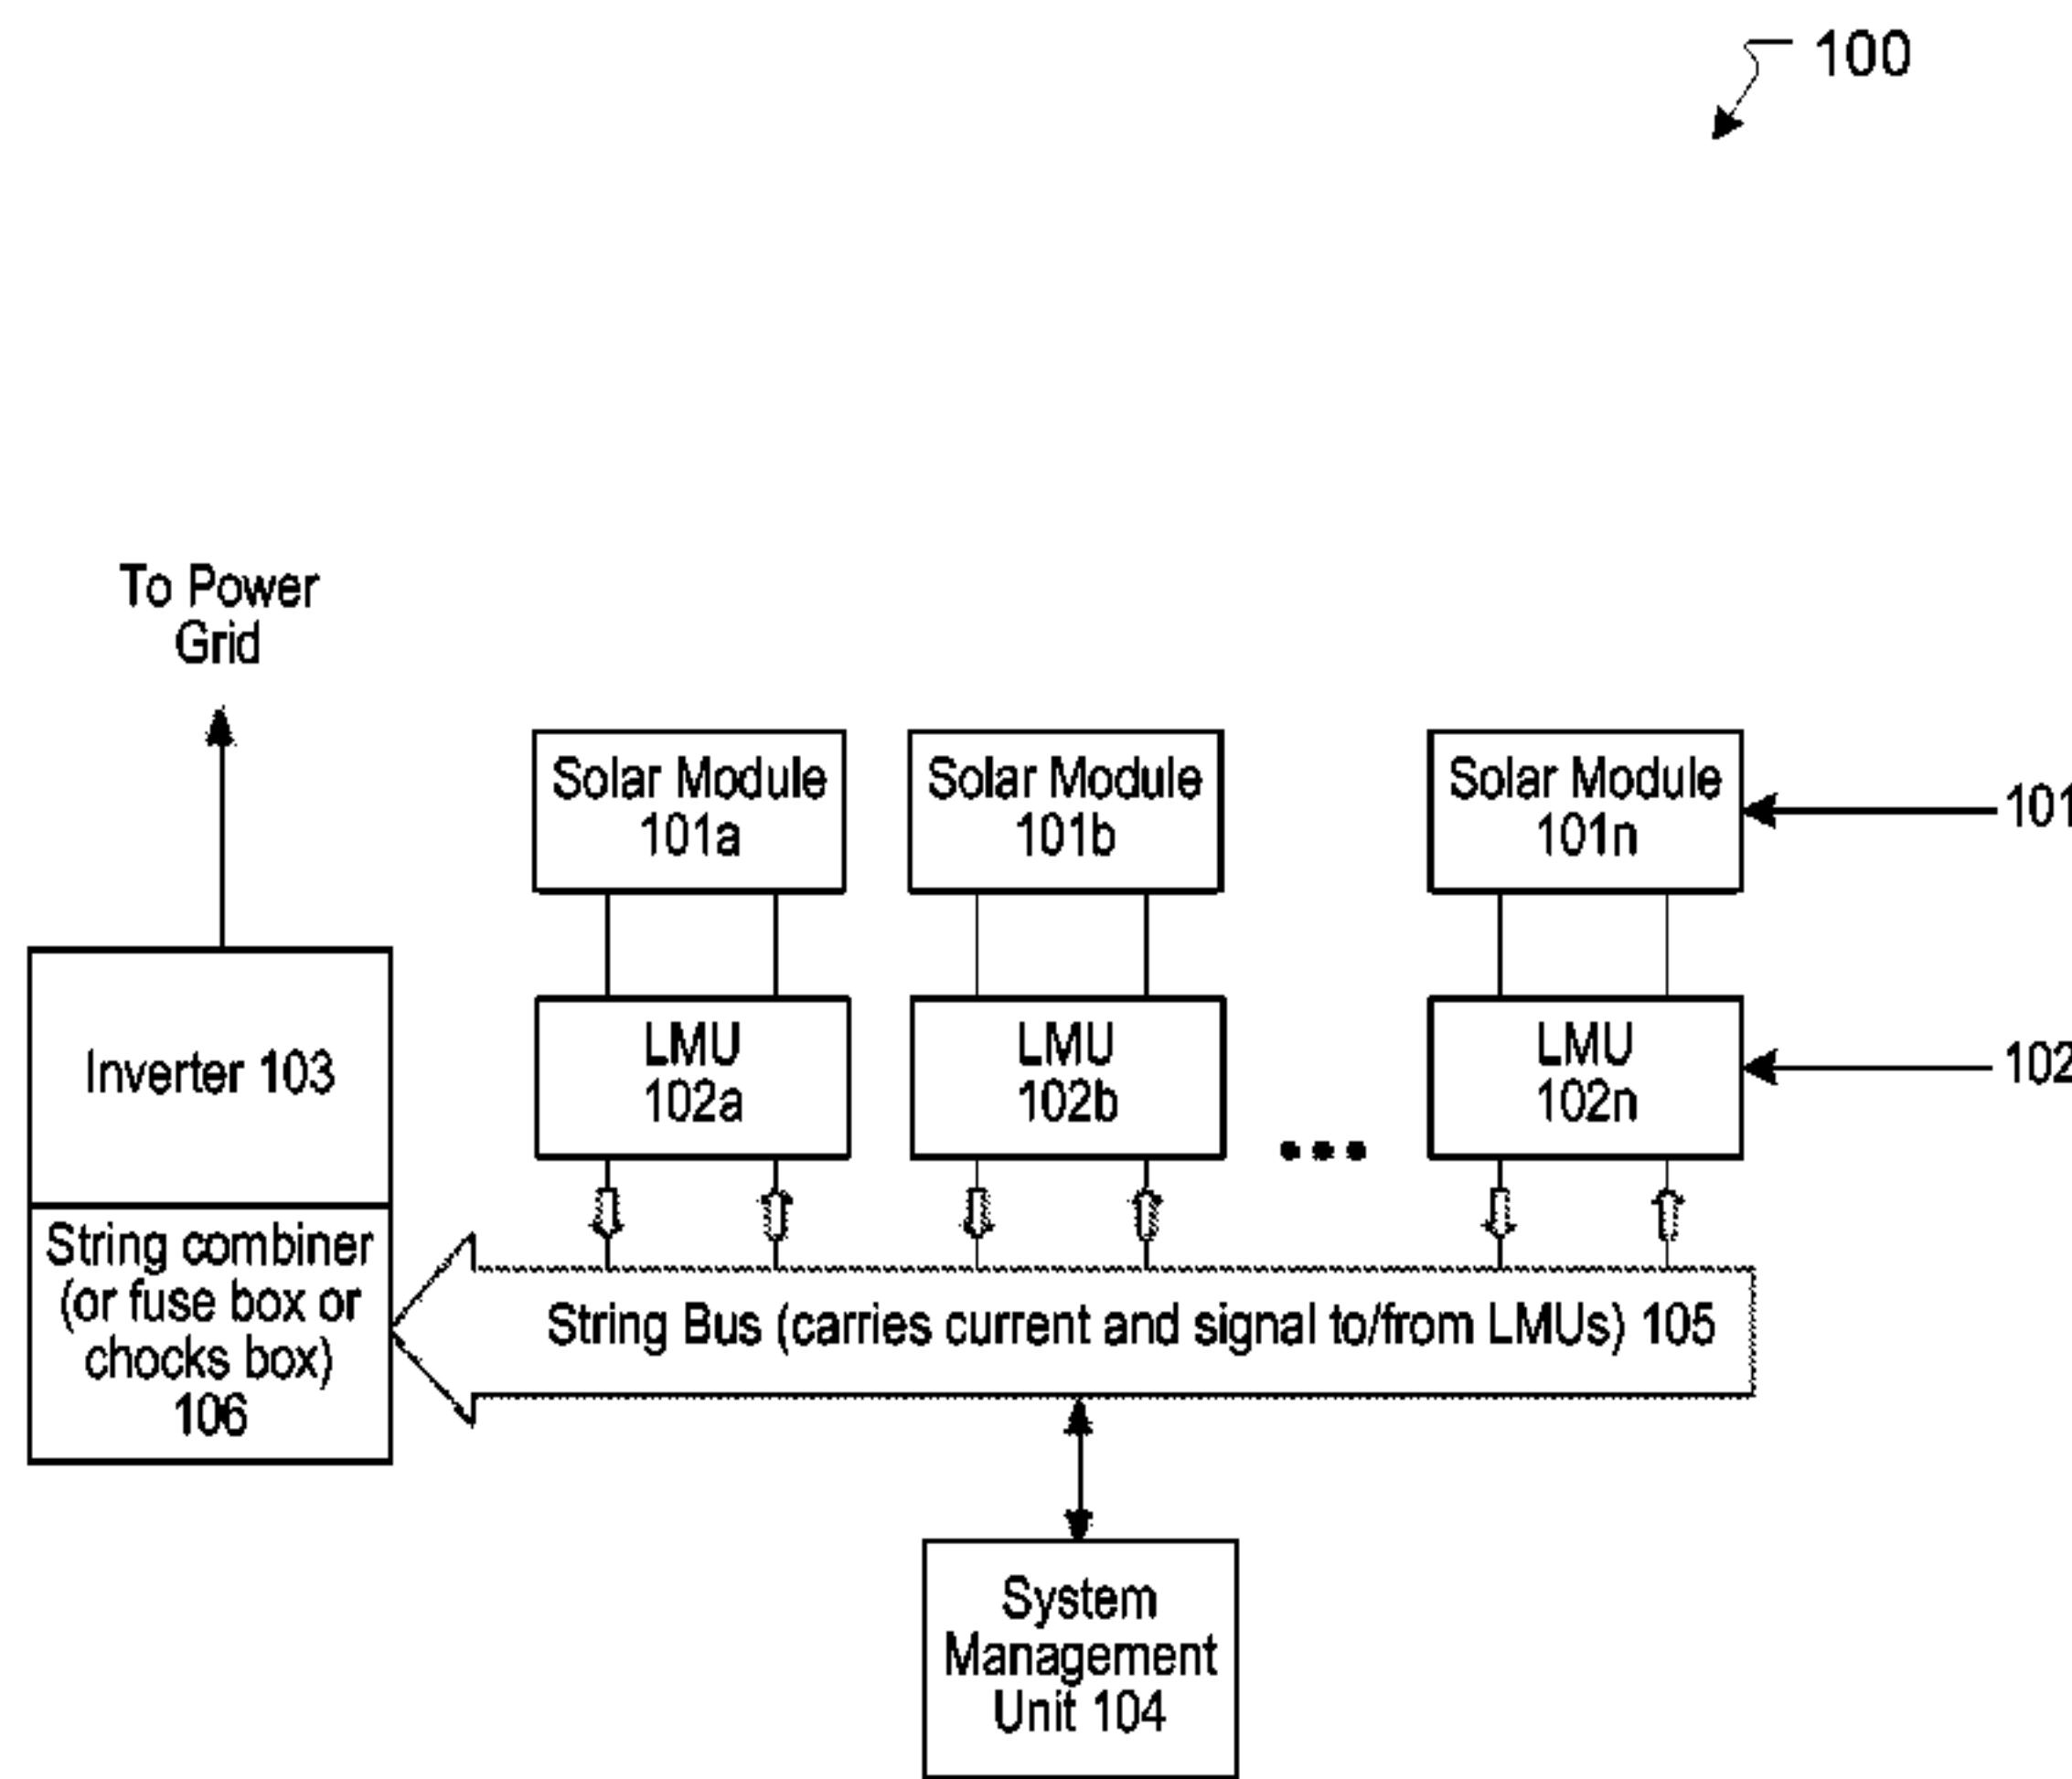 100
To Power
Grid
Solar Module
101a
Solar Module
101b
Solar Module
101n
101
Inverter 103
LMU
102a
LMU
102b
LMU
102n
102
String combiner
(or fuse box or
chocks box)
106
String Bus (carries current and signal to/from LMUs) 105
System
Management
Unit 104